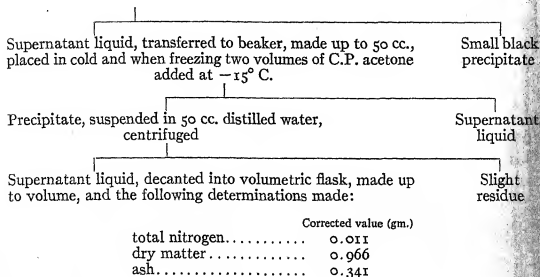 Supernatant liquid, transferred to beaker, made up to 50 cc., Small black
placed in cold and when freezing two volumes of C.P. acetone precipitate
added at −15° C.
Precipitate, suspended in 50 cc. distilled water, Supernatant
centrifuged liquid
Supernatant liquid, decanted into volumetric flask, made up Slight
to volume, and the following determinations made: residue
Corrected value (gm.)
total nitrogen........... 0.011
dry matter............. 0.966
ash..................... 0.341